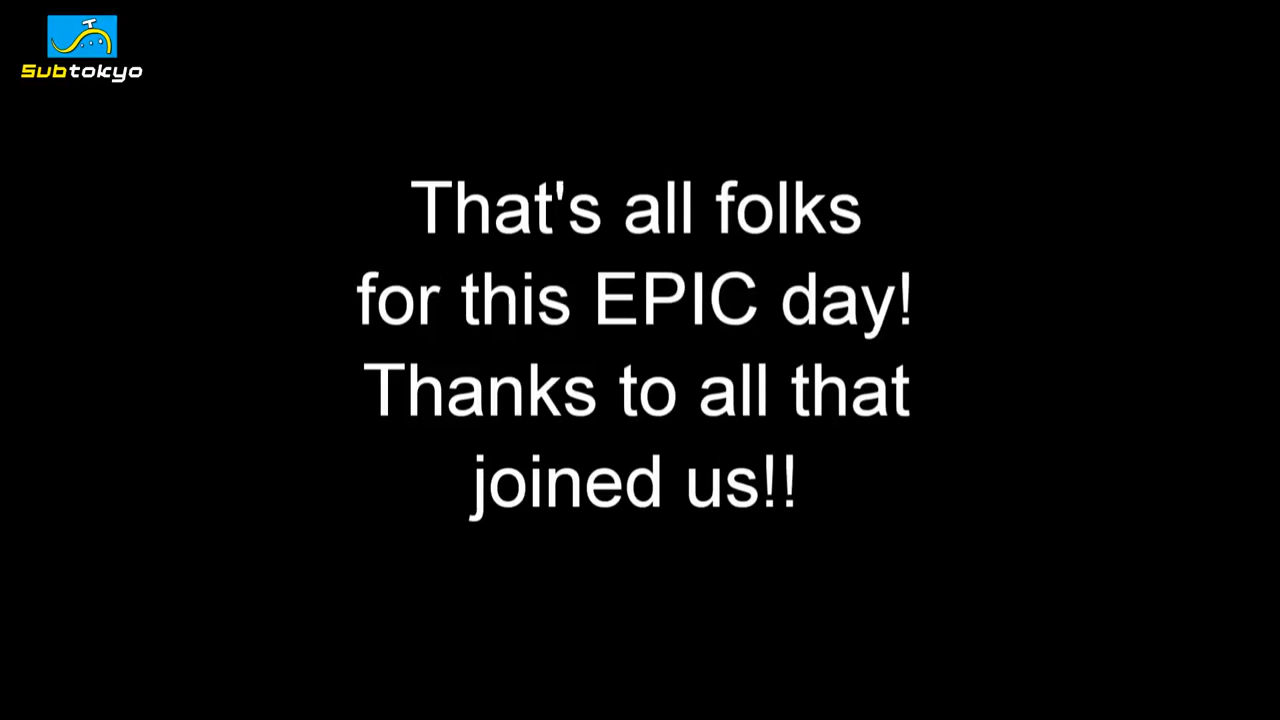 Subtokyo
That's all folks
for this EPIC day!
Thanks to all that
joined us!!